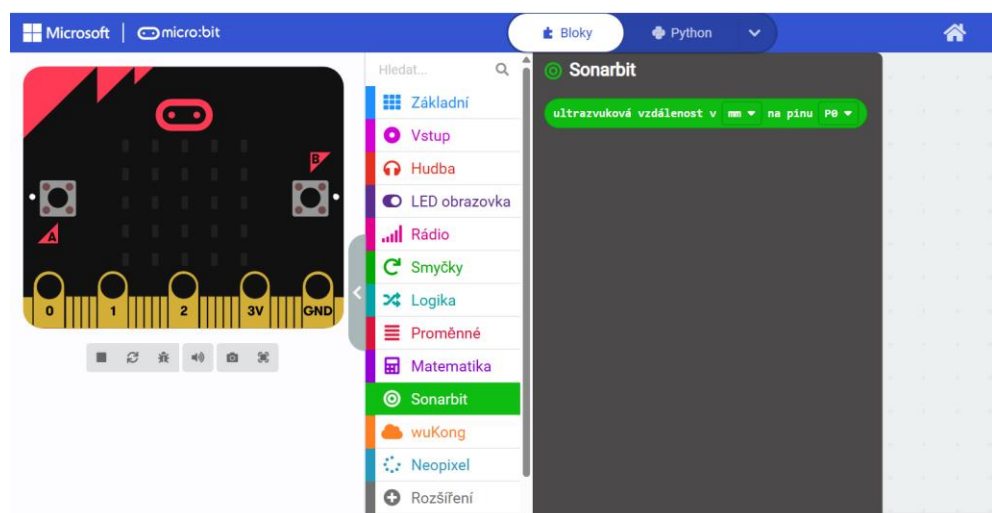 Microsoft micro:bit Bloky Python
Hledat...
Sonarbit
Základní
ultrazvuková vzdálenost v mm na pinu P0
Vstup
Hudba
LED obrazovka
Rádio
Smyčky
Logika
Proměnné
Matematika
Sonarbit
wuKong
Neopixel
Rozšíření
B
A
0 1 2 3V GND